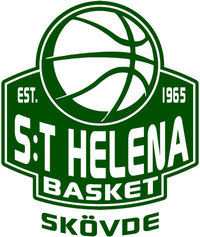 EST. 1965
S:T HELENA
BASKET
SKÖVDE